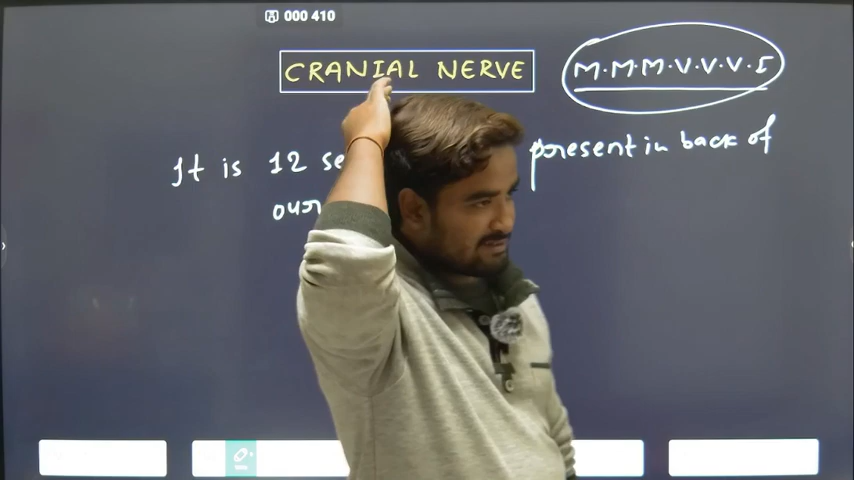 000 410
CRANIAL NERVE
M.M.M.V.V.V.I
It is 12 se present in back of
our